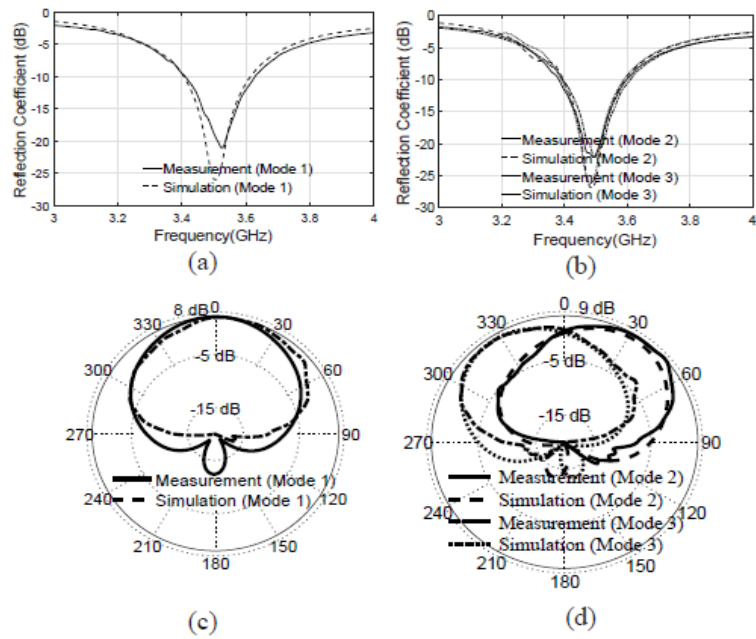 0
-5
-10
-15
-20
-25
-30
Reflection Coefficient (dB)
Measurement (Mode 1)
Simulation (Mode 1)
3 3.2 3.4 3.6 3.8 4
Frequency(GHz)
(a)
0
-5
-10
-15
-20
-25
-30
Reflection Coefficient (dB)
Measurement (Mode 2)
Simulation (Mode 2)
Measurement (Mode 3)
Simulation (Mode 3)
3 3.2 3.4 3.6 3.8 4
Frequency(GHz)
(b)
8 dB 0
330 30
-5 dB
300 60
-15 dB
270 90
Measurement (Mode 1)
Simulation (Mode 1)
240 120
210 150
180
(c)
0 9 dB
330 30
-5 dB
300 60
-15 dB
270 90
Measurement (Mode 2)
Simulation (Mode 2)
Measurement (Mode 3)
Simulation (Mode 3)
240 120
210 150
180
(d)